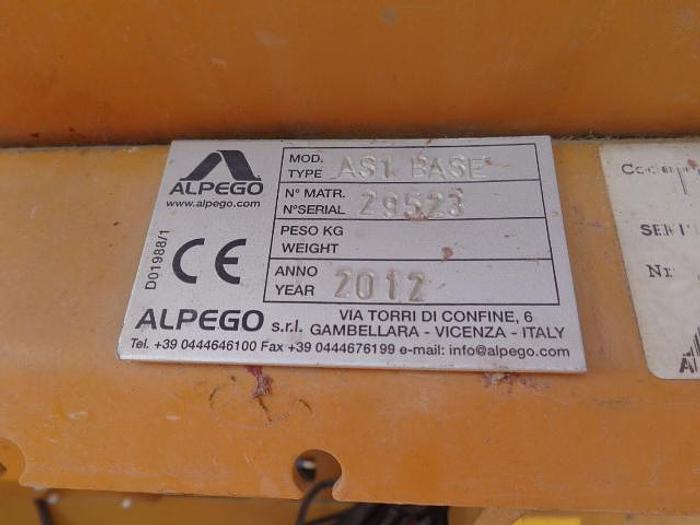 ALPEGO
www.alpego.com
MOD. TYPE AS1 BASE
N° MATR. N°SERIAL 29523
PESO KG WEIGHT
ANNO YEAR 2012
D01988/1
CE
ALPEGO s.r.l.
VIA TORRI DI CONFINE, 6
GAMBELLARA - VICENZA - ITALY
Tel. +39 0444646100 Fax +39 0444676199 e-mail: info@alpego.com
Nr